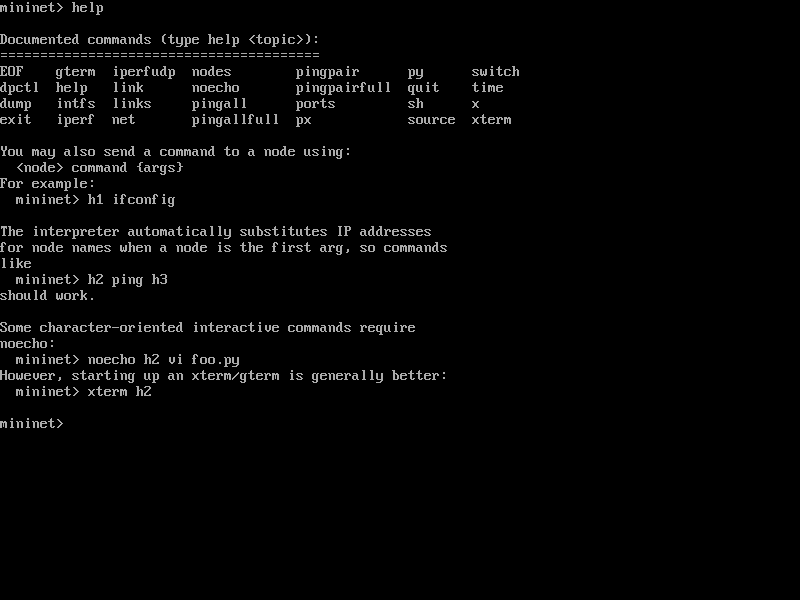 mininet> help

Documented commands (type help <topic>):
========================================
EOF    gterm  iperfudp  nodes        pingpair      py      switch
dpctl  help   link      noecho       pingpairfull  quit    time
dump   intfs  links     pingall      ports         sh      x
exit   iperf  net       pingallfull  px            source  xterm

You may also send a command to a node using:
  <node> command {args}
For example:
  mininet> h1 ifconfig

The interpreter automatically substitutes IP addresses
for node names when a node is the first arg, so commands
like
  mininet> h2 ping h3
should work.

Some character-oriented interactive commands require
noecho:
  mininet> noecho h2 vi foo.py
However, starting up an xterm/gterm is generally better:
  mininet> xterm h2

mininet>